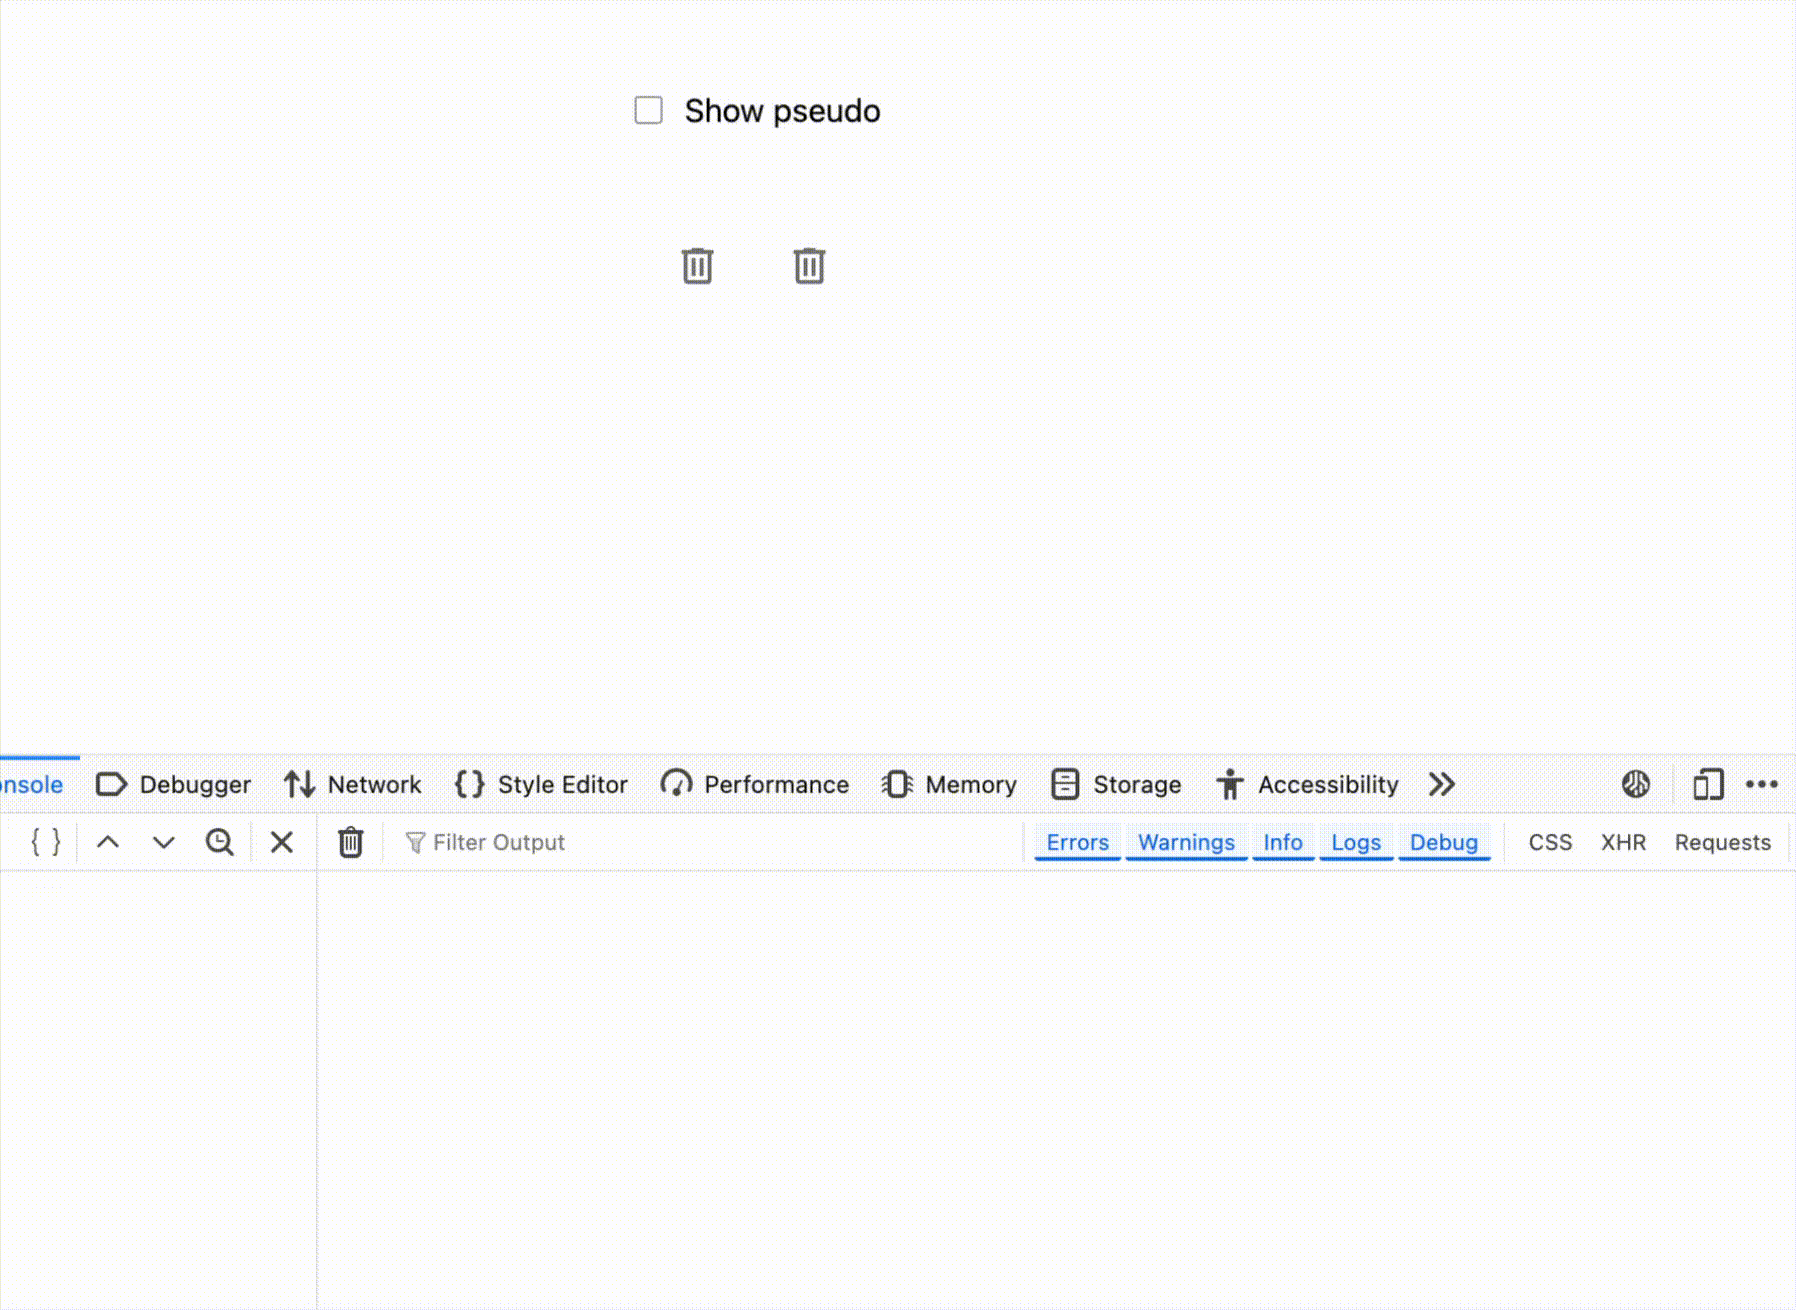 Show pseudo
onsole Debugger Network {} Style Editor Performance Memory Storage Accessibility
{ } Filter Output Errors Warnings Info Logs Debug CSS XHR Requests